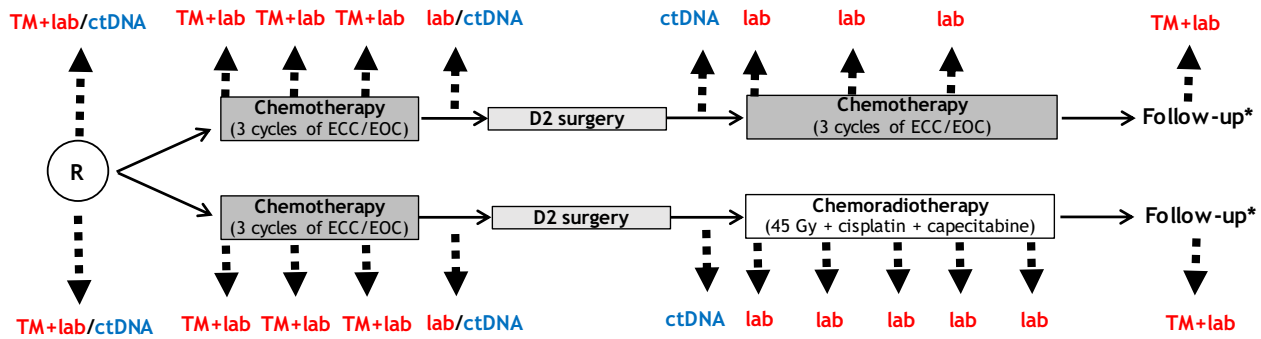 TM+lab/ctDNA TM+lab TM+lab TM+lab lab/ctDNA ctDNA lab lab lab TM+lab
Chemotherapy
(3 cycles of ECC/EOC)
D2 surgery
Chemotherapy
(3 cycles of ECC/EOC)
Follow-up*
R
Chemotherapy
(3 cycles of ECC/EOC)
D2 surgery
Chemoradiotherapy
(45 Gy + cisplatin + capecitabine)
Follow-up*
TM+lab/ctDNA TM+lab TM+lab TM+lab lab/ctDNA ctDNA lab lab lab lab lab TM+lab